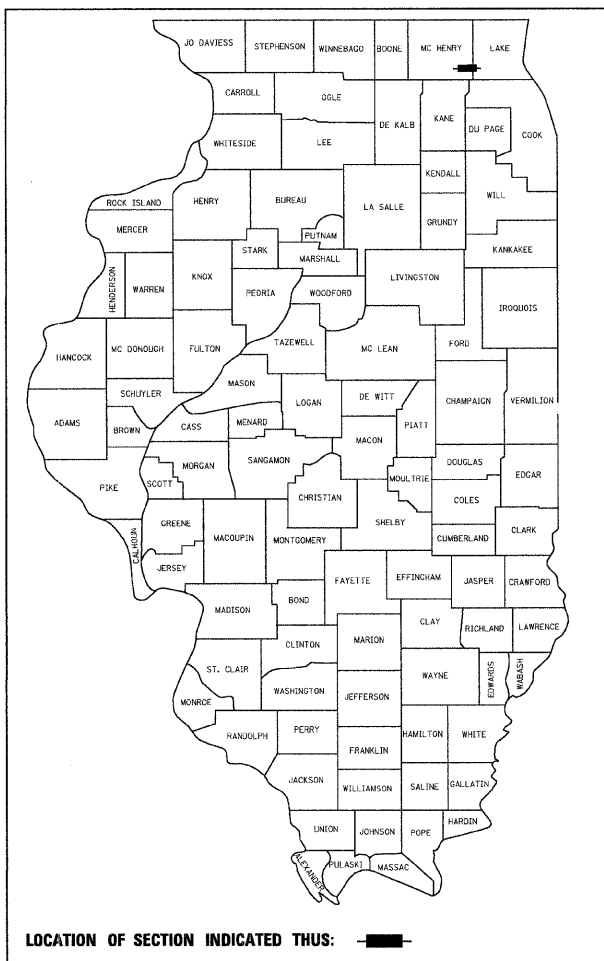 JO DAVIESS
STEPHENSON
WINNEBAGO
BOONE
MC HENRY
LAKE
CARROLL
OGLE
DE KALB
KANE
DU PAGE
COOK
WHITESIDE
LEE
KENDALL
WILL
ROCK ISLAND
HENRY
BUREAU
LA SALLE
GRUNDY
MERCER
PUTNAM
STARK
MARSHALL
KANKAKEE
HENDERSON
WARREN
KNOX
PEORIA
WOODFORD
LIVINGSTON
IROQUOIS
HANCOCK
MC DONOUGH
FULTON
TAZEWELL
MC LEAN
FORD
SCHUYLER
MASON
LOGAN
DE WITT
CHAMPAIGN
VERMILION
ADAMS
BROWN
CASS
MENARD
MACON
PIATT
PIKE
SCOTT
MORGAN
SANGAMON
CHRISTIAN
MOULTRIE
DOUGLAS
EDGAR
COLES
CALHOUN
GREENE
MACOUPIN
MONTGOMERY
SHELBY
CUMBERLAND
CLARK
JERSEY
FAYETTE
EFFINGHAM
JASPER
CRAWFORD
MADISON
BOND
CLAY
RICHLAND
LAWRENCE
CLINTON
MARION
ST. CLAIR
WASHINGTON
WAYNE
EDWARDS
WABASH
MONROE
JEFFERSON
RANDOLPH
PERRY
FRANKLIN
HAMILTON
WHITE
JACKSON
WILLIAMSON
SALINE
GALLATIN
UNION
JOHNSON
POPE
HARDIN
ALEXANDER
PULASKI
MASSAC
LOCATION OF SECTION INDICATED THUS: